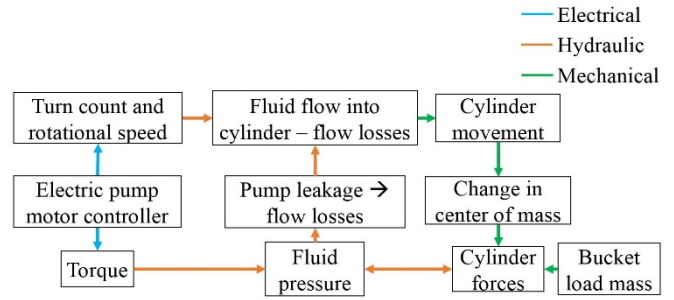 Electrical
Hydraulic
Mechanical
Turn count and
rotational speed
Fluid flow into
cylinder – flow losses
Cylinder
movement
Electric pump
motor controller
Pump leakage →
flow losses
Change in
center of mass
Torque
Fluid
pressure
Cylinder
forces
Bucket
load mass